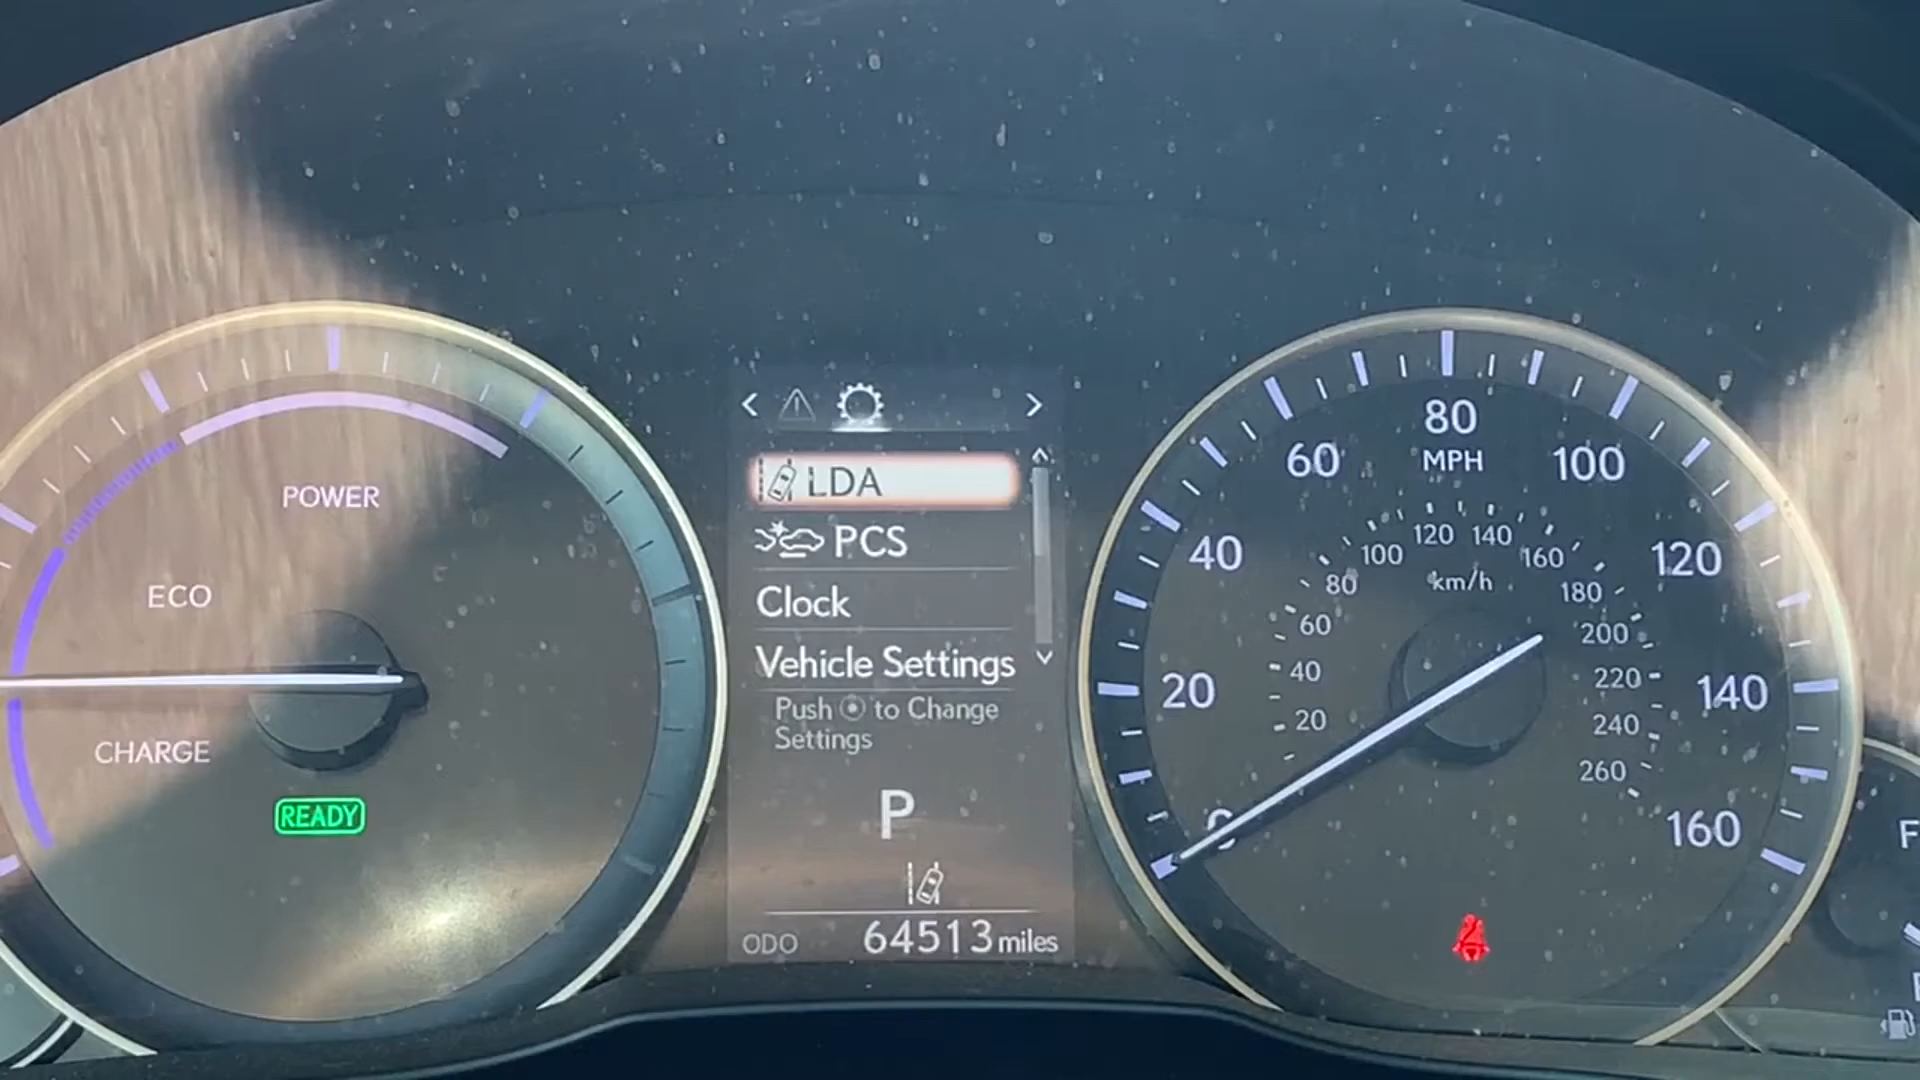 POWER
ECO
CHARGE
READY
LDA
PCS
Clock
Vehicle Settings
Push to Change
Settings
P
ODO 64513 miles
0
20
40
60
80
100
120
140
160
MPH
20
40
60
80
100
120
140
160
180
200
220
240
260
km/h
F